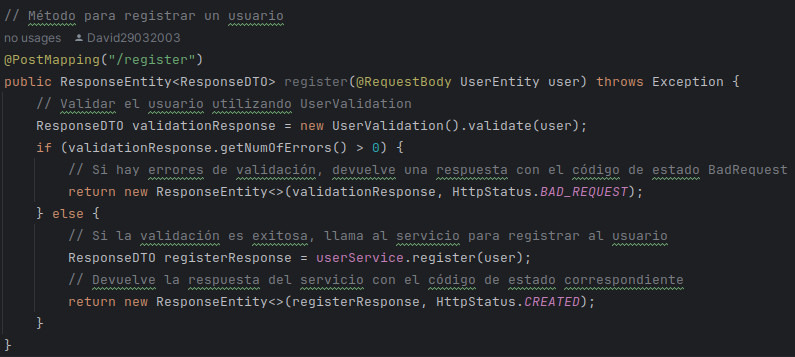 // Método para registrar un usuario
no usages David29032003
@PostMapping("/register")
public ResponseEntity<ResponseDTO> register(@RequestBody UserEntity user) throws Exception {
// Validar el usuario utilizando UserValidation
ResponseDTO validationResponse = new UserValidation().validate(user);
if (validationResponse.getNumOfErrors() > 0) {
// Si hay errores de validación, devuelve una respuesta con el código de estado BadRequest
return new ResponseEntity<>(validationResponse, HttpStatus.BAD_REQUEST);
} else {
// Si la validación es exitosa, llama al servicio para registrar al usuario
ResponseDTO registerResponse = userService.register(user);
// Devuelve la respuesta del servicio con el código de estado correspondiente
return new ResponseEntity<>(registerResponse, HttpStatus.CREATED);
}
}